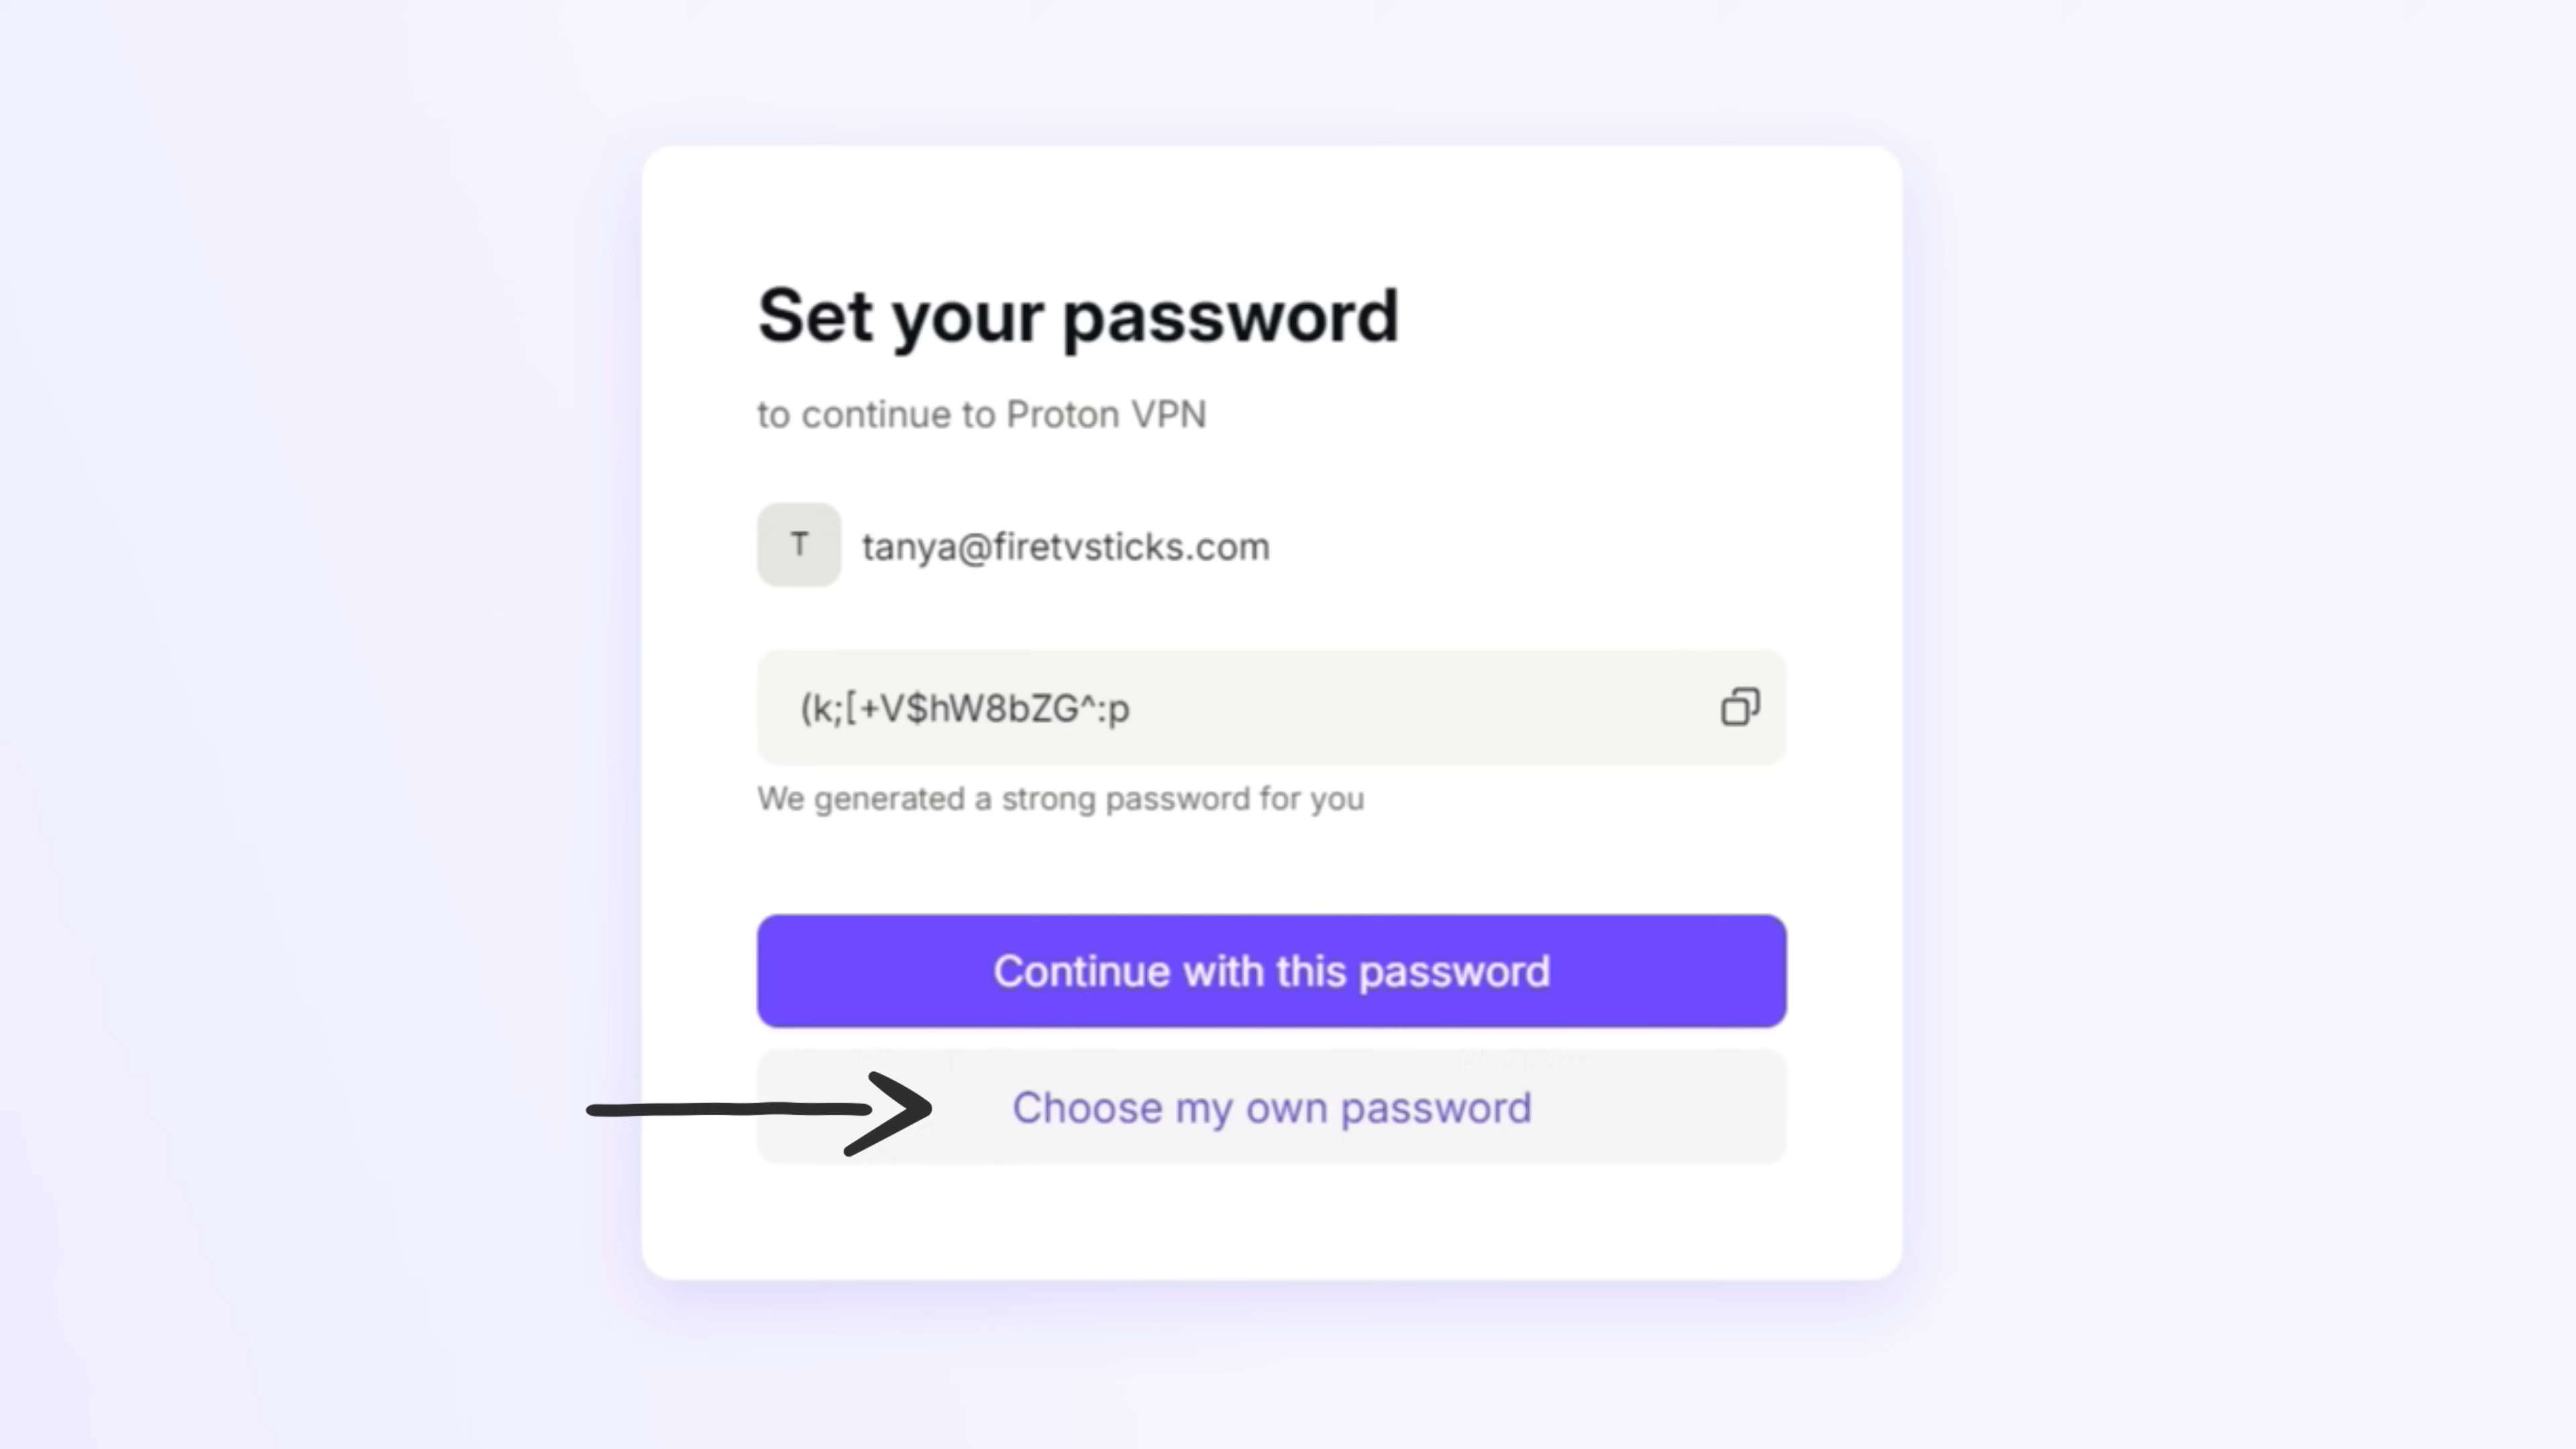 Set your password
to continue to Proton VPN
T
tanya@firetvsticks.com
(k;[+V$hW8bZG^:p
We generated a strong password for you
Continue with this password
Choose my own password